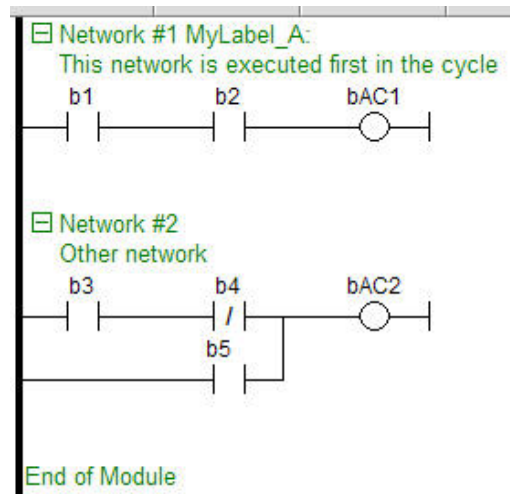 Network #1 MyLabel_A:
This network is executed first in the cycle
b1 b2 bAC1
Network #2
Other network
b3 b4 bAC2
b5
End of Module